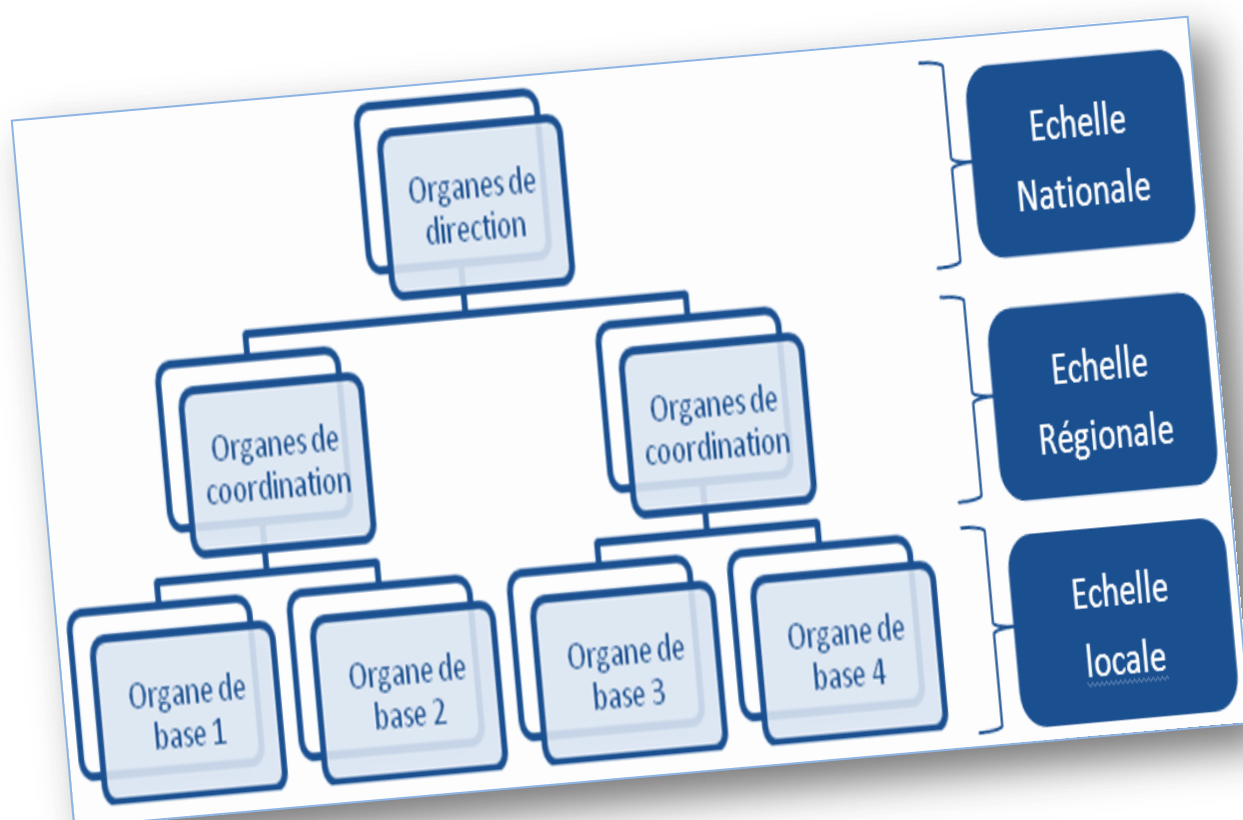 Organes de
direction
Echelle
Nationale
Organes de
coordination
Organes de
coordination
Echelle
Régionale
Organe de
base 1
Organe de
base 2
Organe de
base 3
Organe de
base 4
Echelle
locale